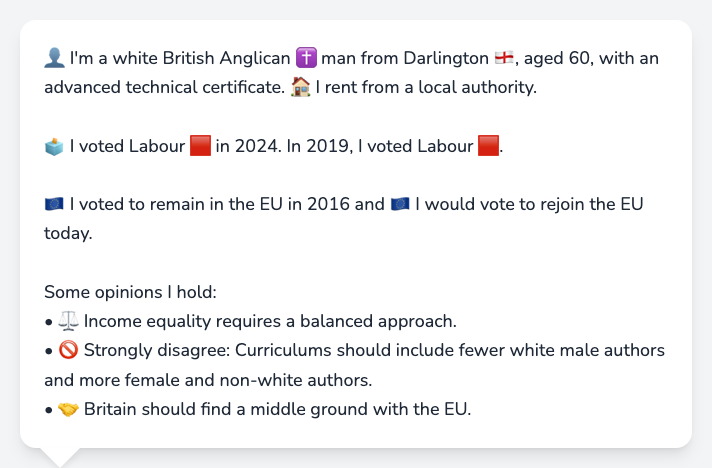 👤 I'm a white British Anglican ✝️ man from Darlington 🏴󠁧󠁢󠁥󠁮󠁧󠁿, aged 60, with an
advanced technical certificate. 🏠 I rent from a local authority.
🗳️ I voted Labour 🟥 in 2024. In 2019, I voted Labour 🟥.
🇪🇺 I voted to remain in the EU in 2016 and 🇪🇺 I would vote to rejoin the EU
today.
Some opinions I hold:
• ⚖️ Income equality requires a balanced approach.
• 🚫 Strongly disagree: Curriculums should include fewer white male authors
and more female and non-white authors.
• 🤝 Britain should find a middle ground with the EU.